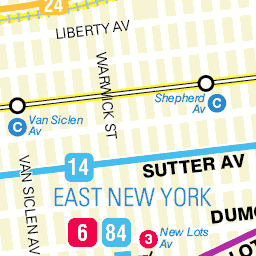 24
LIBERTY AV
WARWICK ST
Shepherd
Av
C
C
Van Siclen
Av
VAN SICLEN AV
14
SUTTER AV
EAST NEW YORK
6
84
3
New Lots
Av